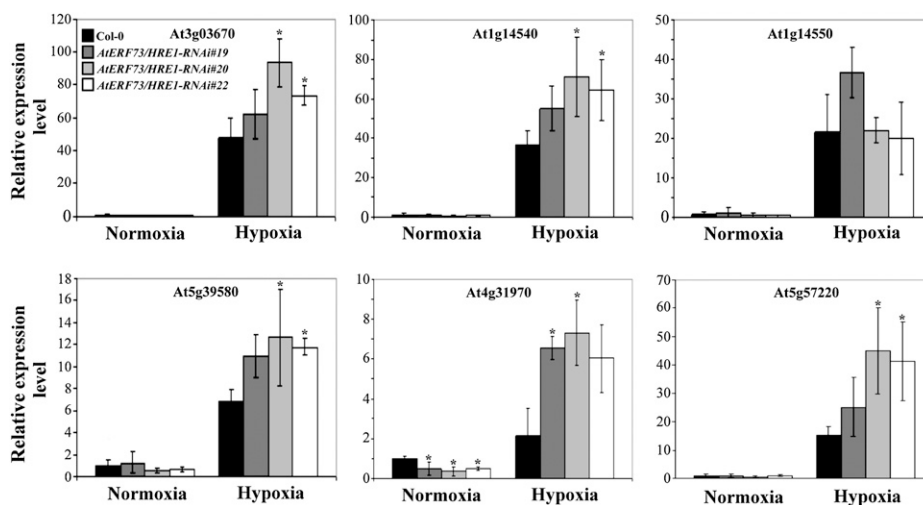 At3g03670
Col-0
AtERF73/HRE1-RNAi#19
AtERF73/HRE1-RNAi#20
AtERF73/HRE1-RNAi#22
Relative expression
level
120
100
80
60
40
20
0
*
*
Normoxia
Hypoxia
At1g14540
100
80
60
40
20
0
*
*
Normoxia
Hypoxia
At1g14550
50
40
30
20
10
0
Normoxia
Hypoxia
At5g39580
Relative expression
level
18
16
14
12
10
8
6
4
2
0
*
*
Normoxia
Hypoxia
At4g31970
10
8
6
4
2
0
*
*
*
*
*
Normoxia
Hypoxia
At5g57220
70
60
50
40
30
20
10
0
*
*
Normoxia
Hypoxia